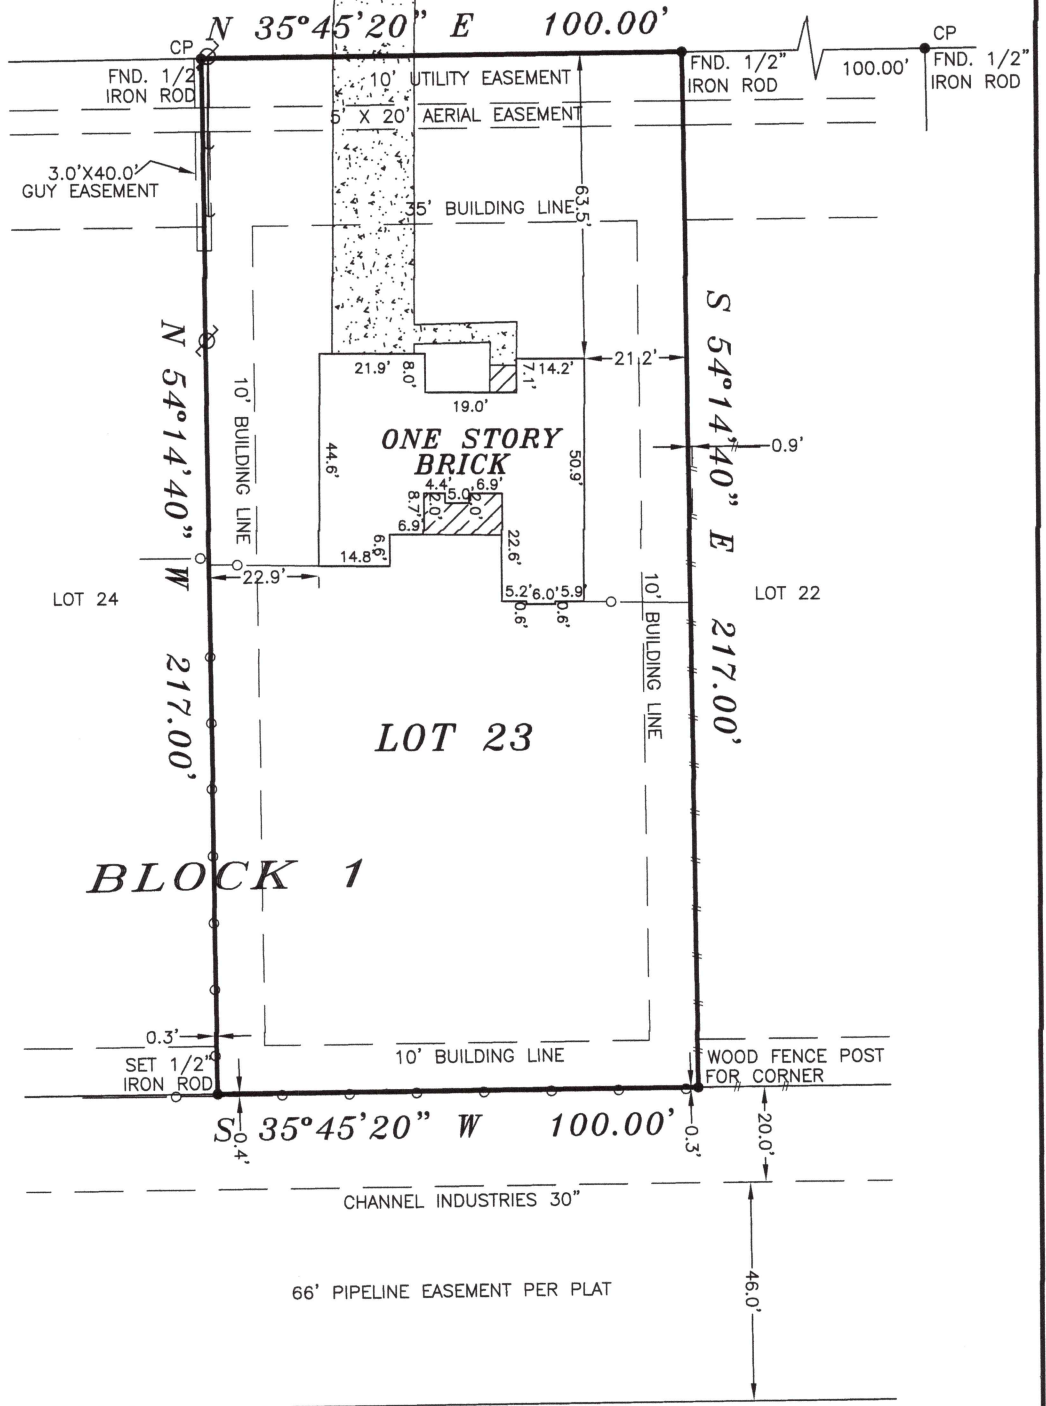 N 35°45'20" E 100.00'
CP
CP
FND. 1/2
IRON ROD
10' UTILITY EASEMENT
FND. 1/2"
IRON ROD
100.00'
FND. 1/2"
IRON ROD
5' X 20' AERIAL EASEMENT
3.0'X40.0'
GUY EASEMENT
35' BUILDING LINE
63.5'
N 54°14'40" W 217.00'
S 54°14'40" E 217.00'
21.9'
8.0'
7.1'
14.2'
21.2'
19.0'
10' BUILDING LINE
ONE STORY
BRICK
44.6'
50.9'
0.9'
4.4'
5.0'
6.9'
8.7'
2.0'
2.0'
6.9'
6.6'
22.6'
14.8'
22.9'
5.2'
6.0'
5.9'
0.6'
0.6'
LOT 24
LOT 22
10' BUILDING LINE
LOT 23
BLOCK 1
0.3'
SET 1/2"
IRON ROD
10' BUILDING LINE
WOOD FENCE POST
FOR CORNER
S 35°45'20" W 100.00'
0.4'
0.3'
20.0'
CHANNEL INDUSTRIES 30"
66' PIPELINE EASEMENT PER PLAT
46.0'